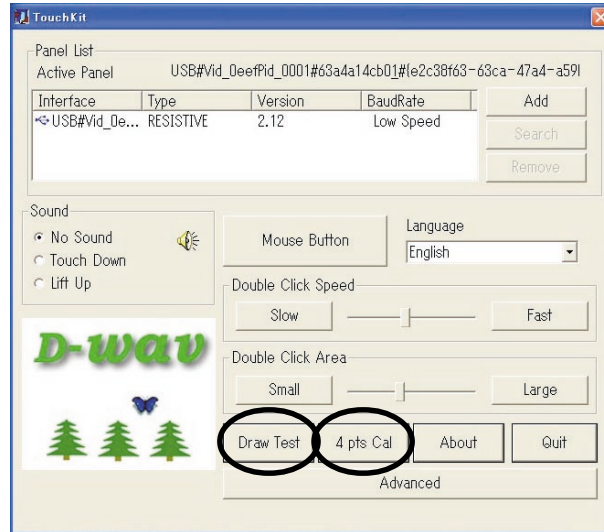 TouchKit
Panel List
Active Panel USB#Vid_0eefPid_0001#63a4a14cb01#{e2c38f63-63ca-47a4-a59
Interface Type Version BaudRate Add
USB#Vid_0e... RESISTIVE 2.12 Low Speed
Search
Remove
Sound
No Sound
Touch Down
Lift Up
Mouse Button
Language
English
Double Click Speed
Slow Fast
D-wav
Double Click Area
Small Large
Draw Test 4 pts Cal About Quit
Advanced